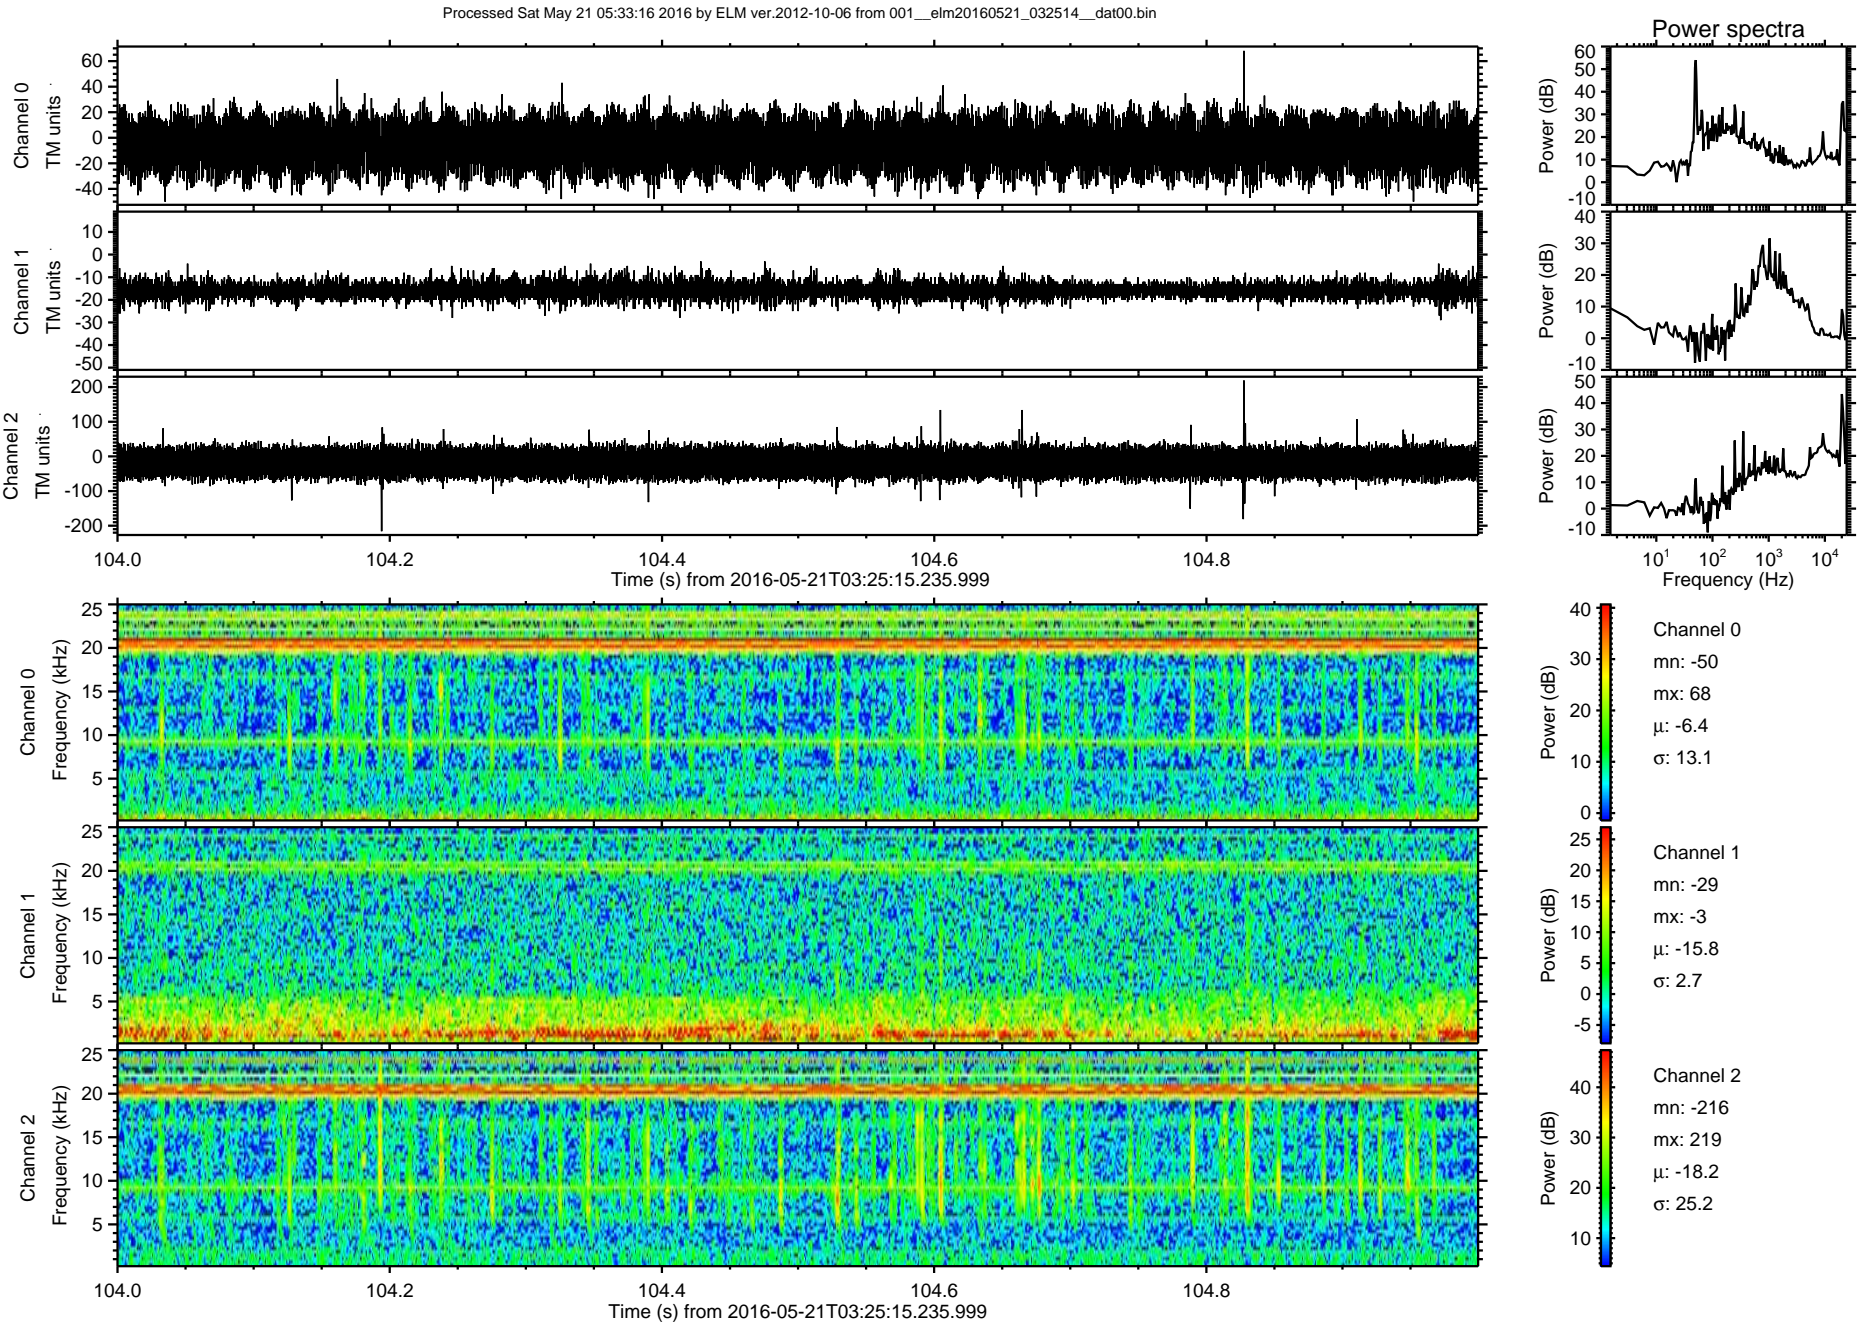 Processed Sat May 21 05:33:16 2016 by ELM ver.2012-10-06 from 001__elm20160521_032514__dat00.bin
Power spectra
Channel 0
TM units
60
40
20
0
-20
-40
Power (dB)
60
50
40
30
20
10
0
-10
Channel 1
TM units
10
0
-10
-20
-30
-40
-50
Power (dB)
40
30
20
10
0
-10
Channel 2
TM units
200
100
0
-100
-200
Power (dB)
50
40
30
20
10
0
-10
104.0 104.2 104.4 104.6 104.8
Time (s) from 2016-05-21T03:25:15.235.999
10^1 10^2 10^3 10^4
Frequency (Hz)
Channel 0
Frequency (kHz)
25
20
15
10
5
Power (dB)
40
30
20
10
0
Channel 0
mn: -50
mx: 68
µ: -6.4
σ: 13.1
Channel 1
Frequency (kHz)
25
20
15
10
5
Power (dB)
25
20
15
10
5
0
-5
Channel 1
mn: -29
mx: -3
µ: -15.8
σ: 2.7
Channel 2
Frequency (kHz)
25
20
15
10
5
Power (dB)
40
30
20
10
Channel 2
mn: -216
mx: 219
µ: -18.2
σ: 25.2
104.0 104.2 104.4 104.6 104.8
Time (s) from 2016-05-21T03:25:15.235.999